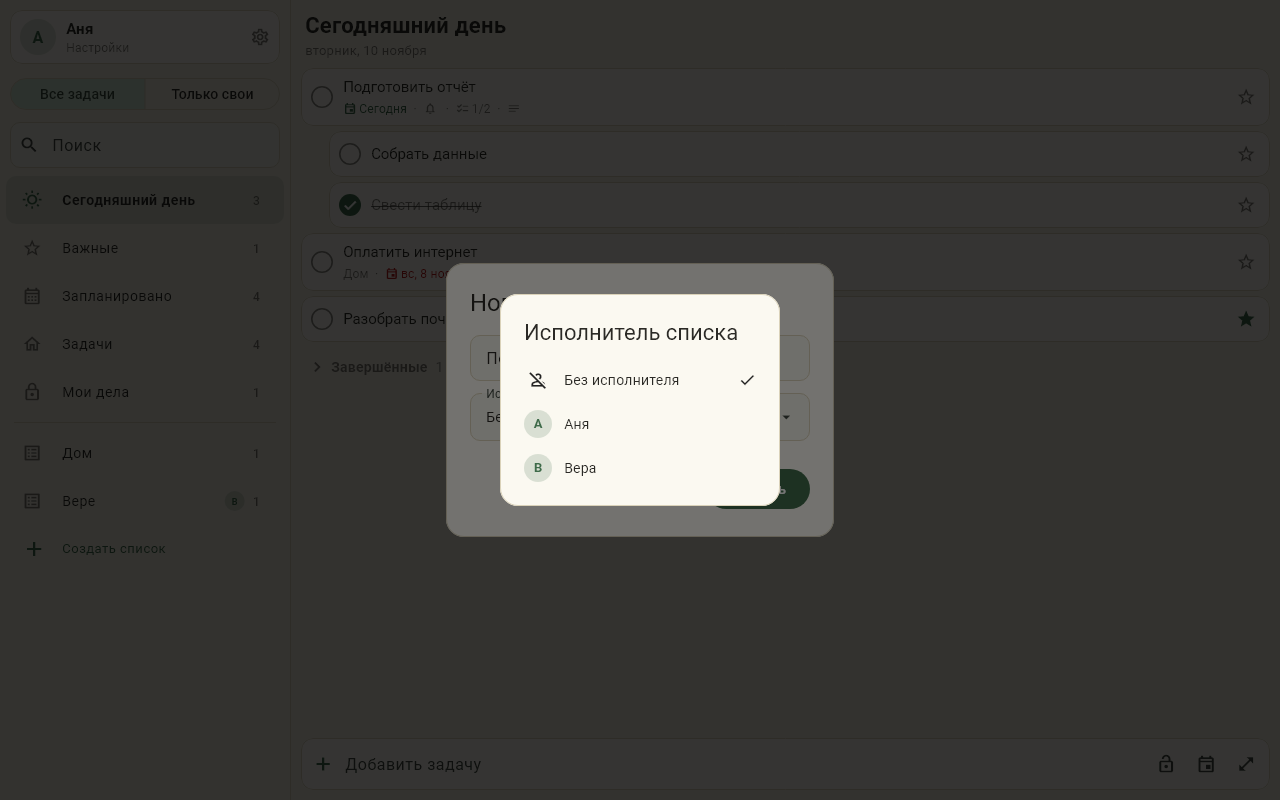 А
Аня
Настройки
Все задачи
Только свои
Поиск
Сегодняшний день 3
Важные 1
Запланировано 4
Задачи 4
Мои дела 1
Дом 1
Вере В 1
Создать список
Сегодняшний день
вторник, 10 ноября
Подготовить отчёт
Сегодня · · 1/2 ·
Собрать данные
Свести таблицу
Оплатить интернет
Дом · вс, 8
Разобрать
Завершённые 1
Исполнитель списка
Без исполнителя
А Аня
В Вера
Добавить задачу